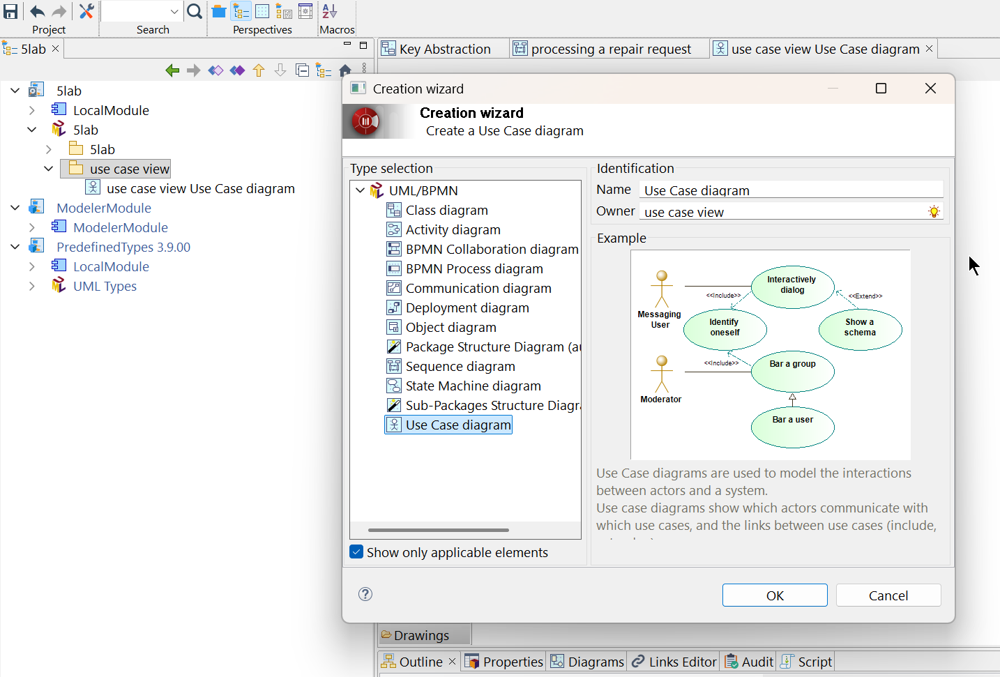 Project
Search
Perspectives
Macros
5lab
Key Abstraction
processing a repair request
use case view Use Case diagram
5lab
LocalModule
5lab
5lab
use case view
use case view Use Case diagram
ModelerModule
ModelerModule
PredefinedTypes 3.9.00
LocalModule
UML Types
Creation wizard
Creation wizard
Create a Use Case diagram
Type selection
UML/BPMN
Class diagram
Activity diagram
BPMN Collaboration diagram
BPMN Process diagram
Communication diagram
Deployment diagram
Object diagram
Package Structure Diagram (au
Sequence diagram
State Machine diagram
Sub-Packages Structure Diagra
Use Case diagram
Show only applicable elements
Identification
Name Use Case diagram
Owner use case view
Example
Interactively
dialog
<<Include>>
<<Extend>>
Messaging
User
Identify
oneself
Show a
schema
<<Include>>
Bar a group
Moderator
Bar a user
Use Case diagrams are used to model the interactions
between actors and a system.
Use case diagrams show which actors communicate with
which use cases, and the links between use cases (include,
OK
Cancel
Drawings
Outline
Properties
Diagrams
Links Editor
Audit
Script